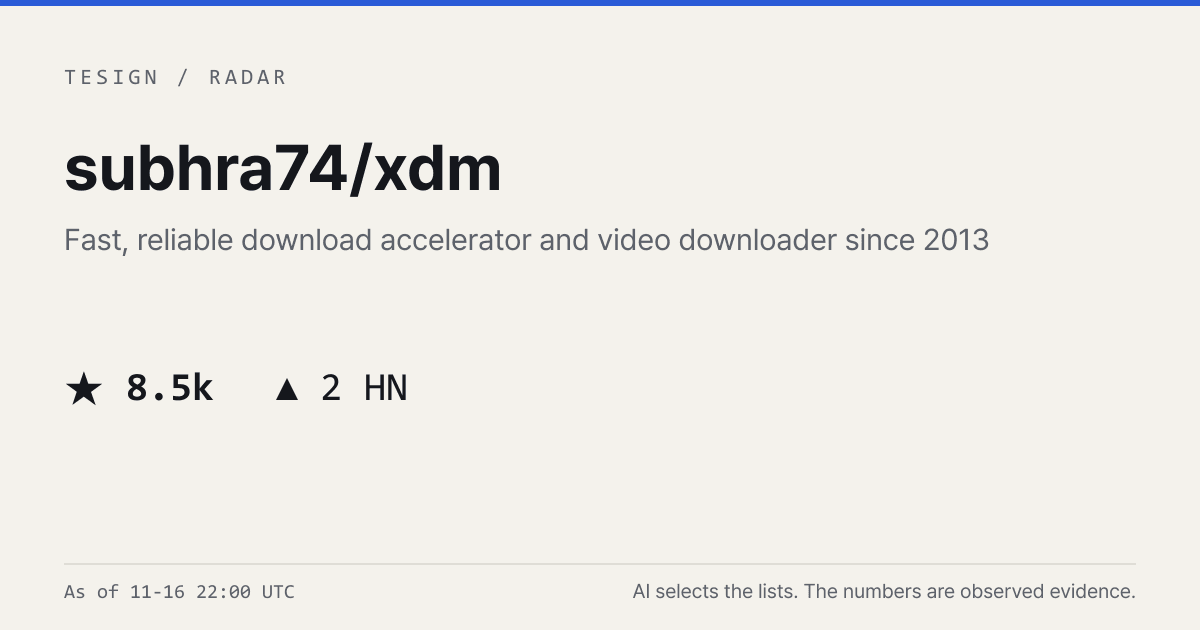 TESIGN / RADAR
subhra74/xdm
Fast, reliable download accelerator and video downloader since 2013
★ 8.5k ▲ 2 HN
As of 11-16 22:00 UTC
AI selects the lists. The numbers are observed evidence.